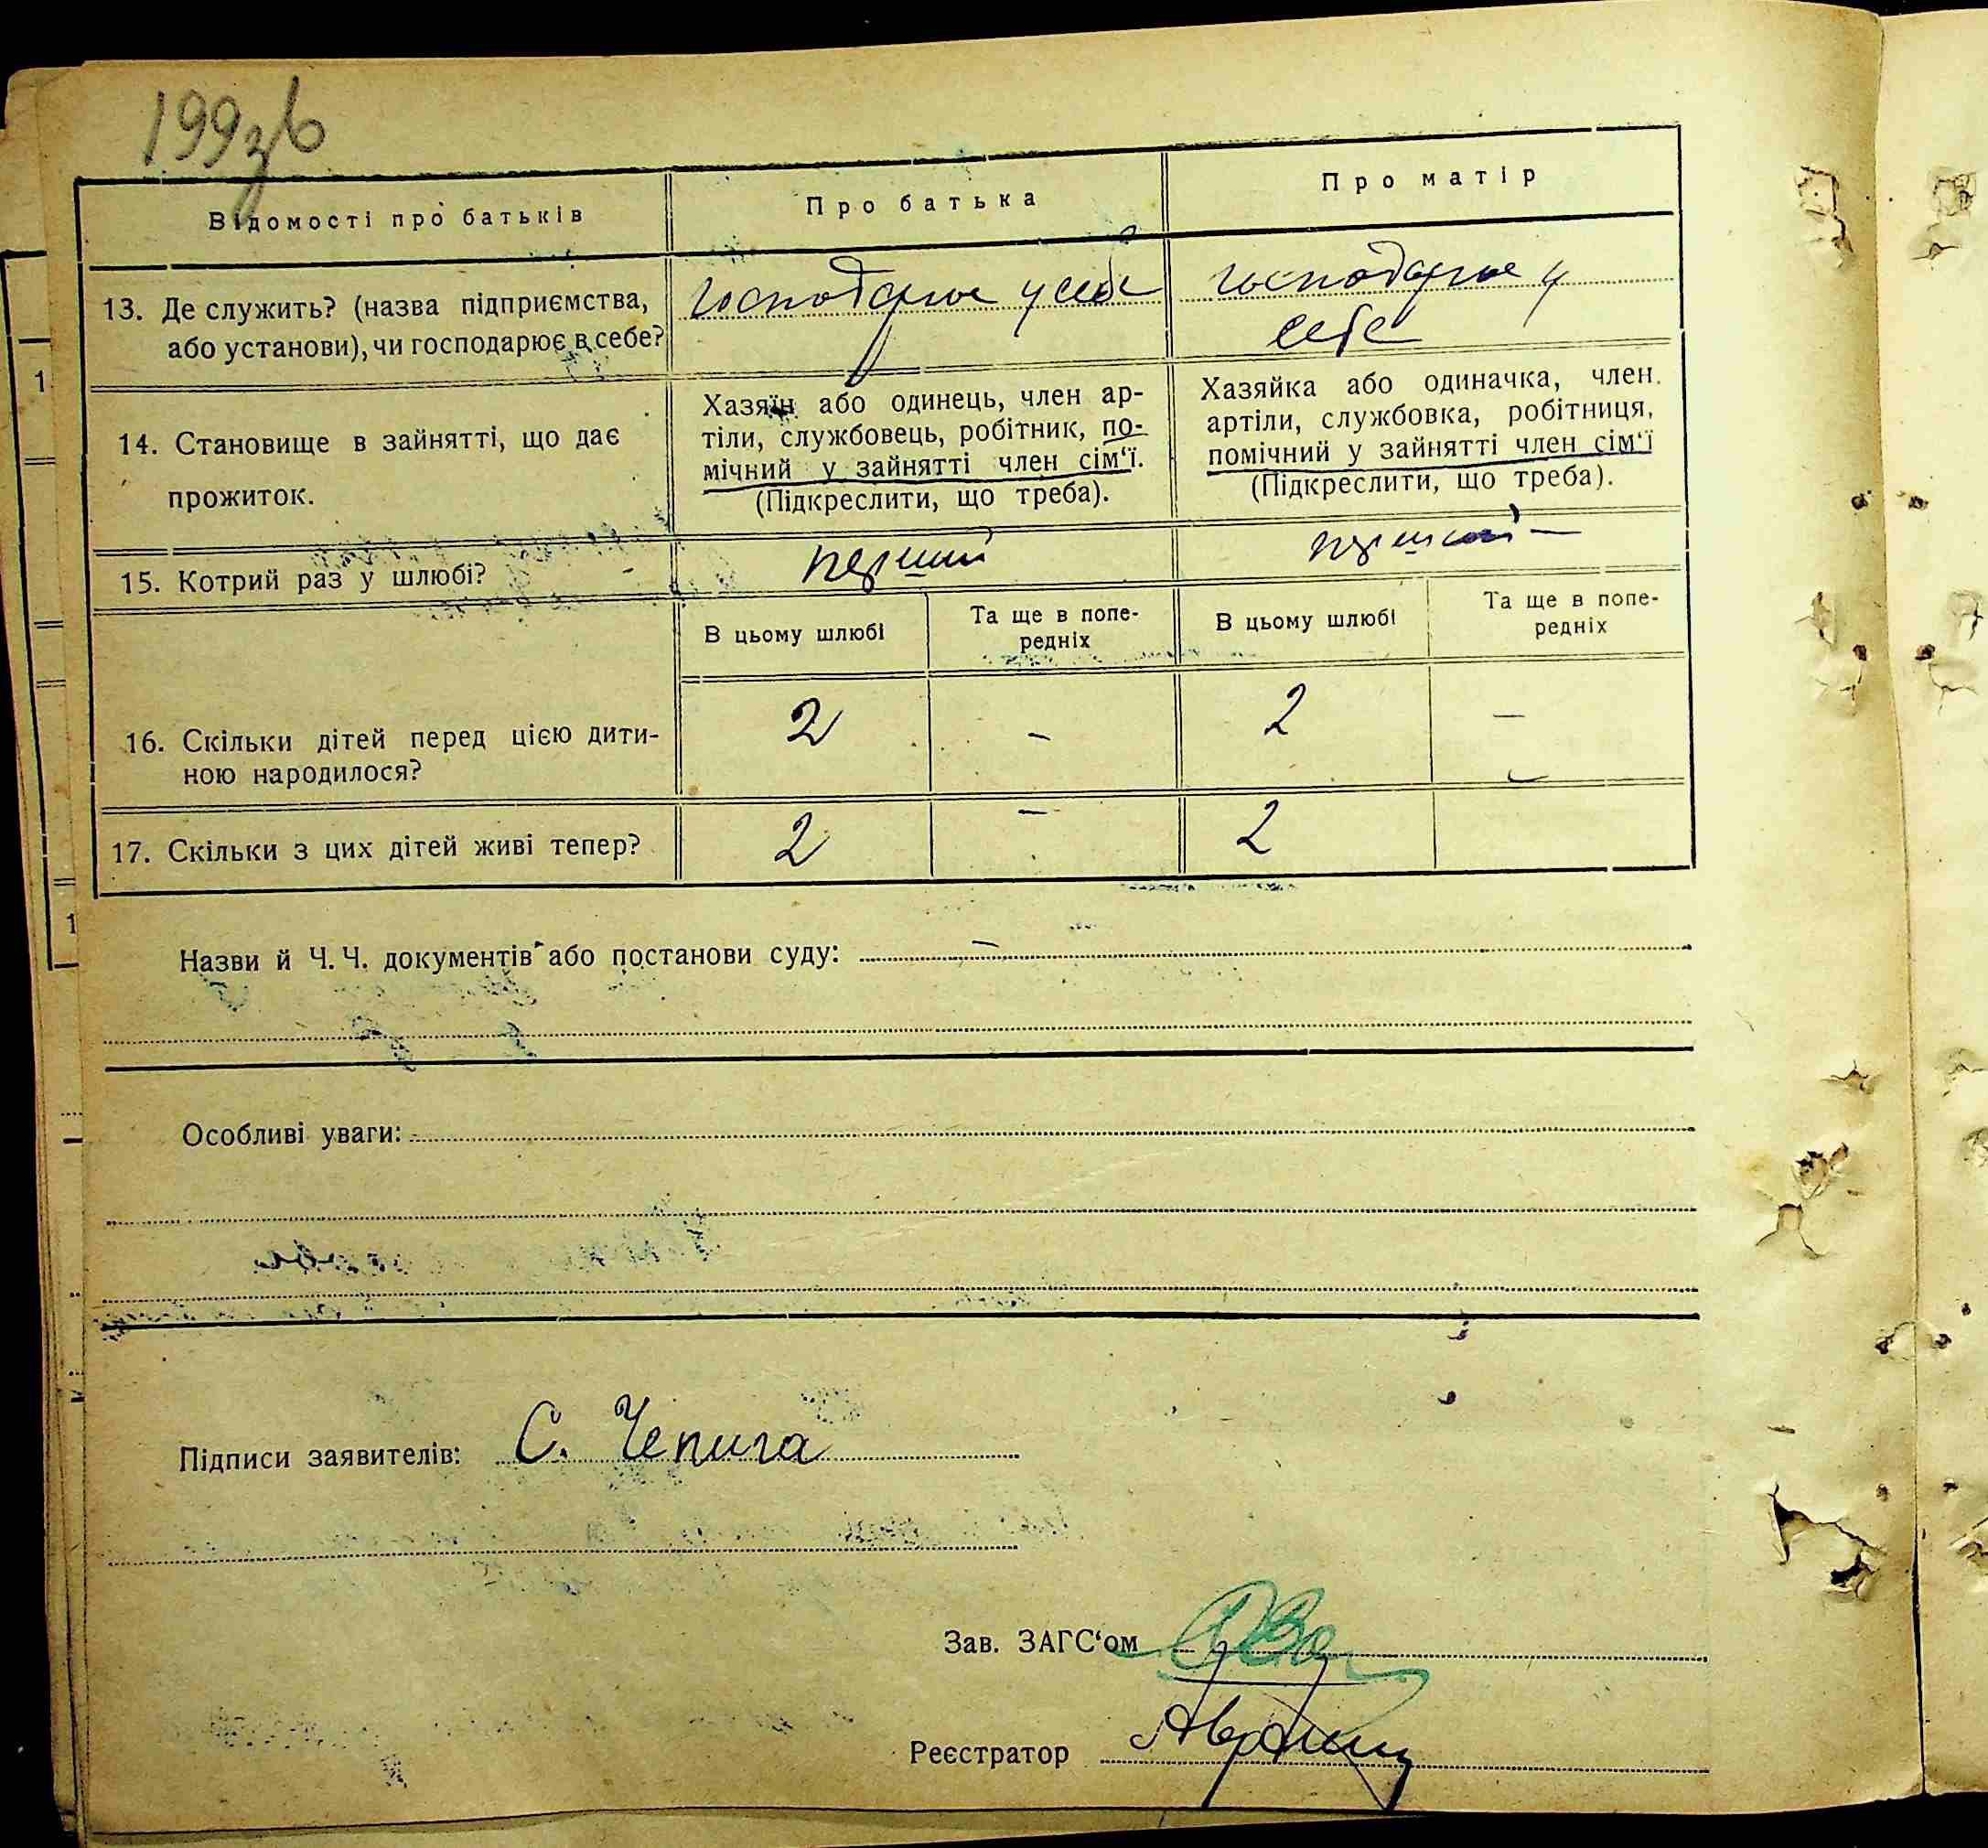 199зв
Відомості про батьків
Про батька
Про матір
13. Де служить? (назва підприємства,
або установи), чи господарює в себе?
господарює у себе
господарює у
себе
14. Становище в зайнятті, що дає
прожиток.
Хазяїн або одинець, член ар-
тіли, службовець, робітник, по-
мічний у зайнятті член сім‘ї.
(Підкреслити, що треба).
Хазяйка або одиначка, член
артіли, службовка, робітниця,
помічний у зайнятті член сім‘ї
(Підкреслити, що треба).
15. Котрий раз у шлюбі?
перший
перший —
В цьому шлюбі
Та ще в попе-
редніх
В цьому шлюбі
Та ще в попе-
редніх
16. Скільки дітей перед цією дити-
ною народилося?
2
–
2
–
17. Скільки з цих дітей живі тепер?
2
–
2
Назви й Ч. Ч. документів або постанови суду: –
Особливі уваги:
Підписи заявителів: С. Чепига
Зав. ЗАГС‘ом
Реєстратор